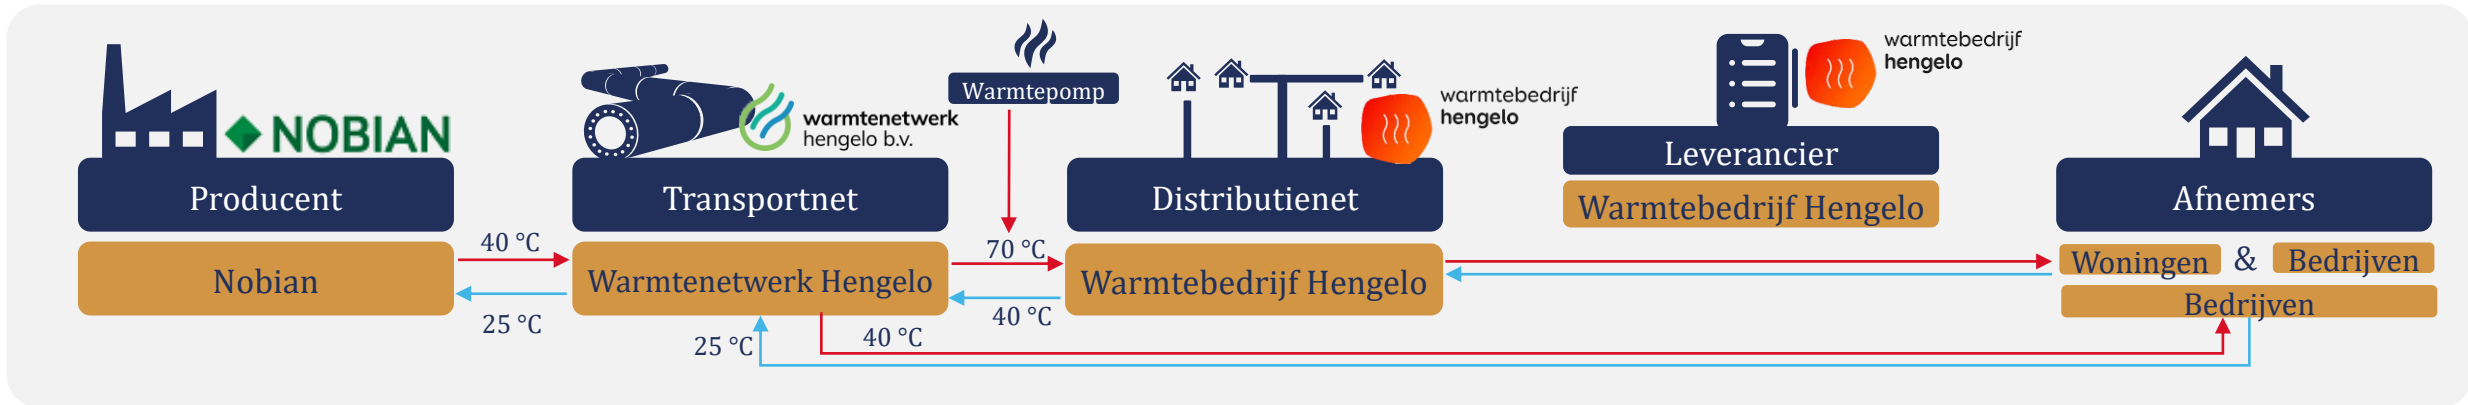 NOBIAN
Producent
Nobian
40 °C
25 °C
warmtenetwerk
hengelo b.v.
Transportnet
Warmtenetwerk Hengelo
Warmtepomp
70 °C
40 °C
warmtebedrijf
hengelo
Distributienet
Warmtebedrijf Hengelo
warmtebedrijf
hengelo
Leverancier
Warmtebedrijf Hengelo
Afnemers
Woningen & Bedrijven
Bedrijven
25 °C
40 °C